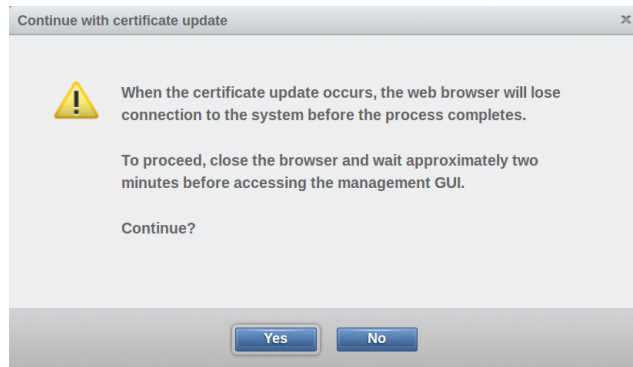 Continue with certificate update
When the certificate update occurs, the web browser will lose
connection to the system before the process completes.
To proceed, close the browser and wait approximately two
minutes before accessing the management GUI.
Continue?
Yes No